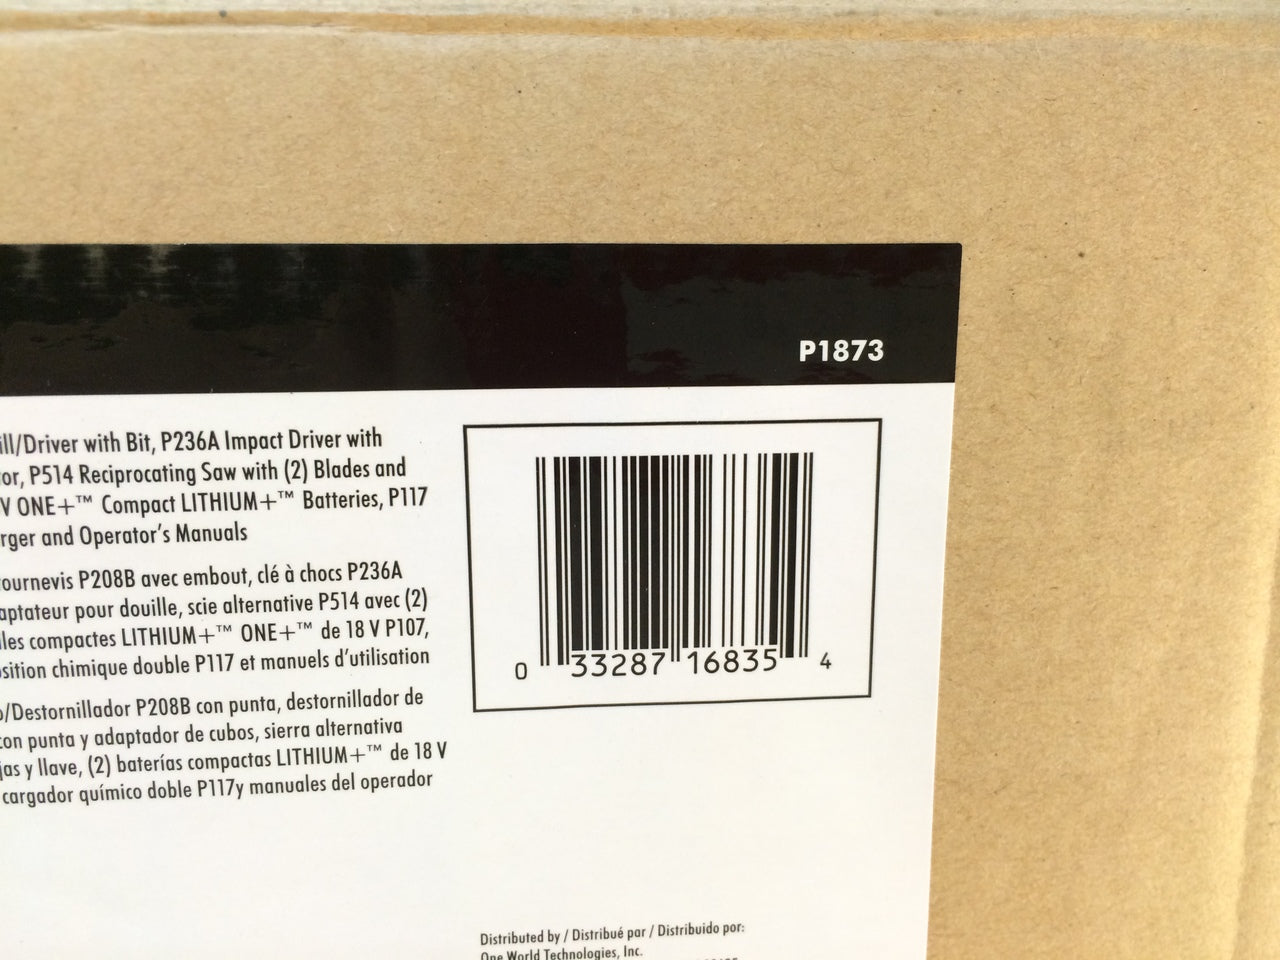 P1873
ill/Driver with Bit, P236A Impact Driver with
or, P514 Reciprocating Saw with (2) Blades and
V ONE+™ Compact LITHIUM+™ Batteries, P117
rger and Operator's Manuals
ournevis P208B avec embout, clé à chocs P236A
aptateur pour douille, scie alternative P514 avec (2)
les compactes LITHIUM+™ ONE+™ de 18 V P107,
sition chimique double P117 et manuels d'utilisation
o/Destornillador P208B con punta, destornillador de
con punta y adaptador de cubos, sierra alternativa
jas y llave, (2) baterías compactas LITHIUM+™ de 18 V
cargador químico doble P117y manuales del operador
0 33287 16835 4
Distributed by / Distribué par / Distribuido por:
One World Technologies, Inc.